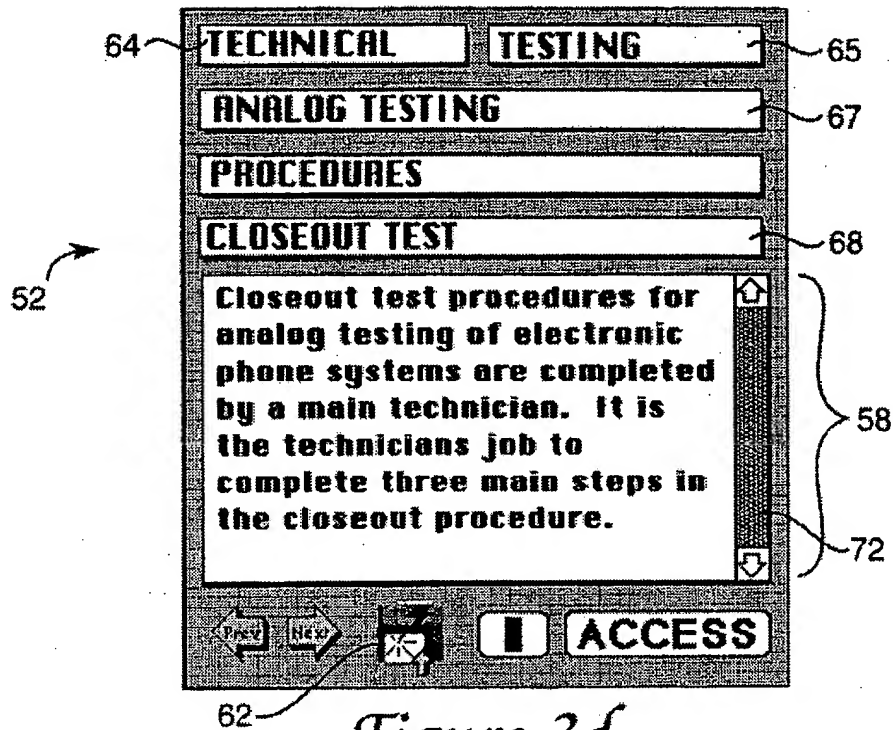 64 TECHNICAL TESTING 65
ANALOG TESTING 67
PROCEDURES
CLOSEOUT TEST 68
52
Closeout test procedures for
analog testing of electronic
phone systems are completed
by a main technician. It is
the technicians job to
complete three main steps in
the closeout procedure.
58
72
Prev Next ACCESS
62
Figure 2d